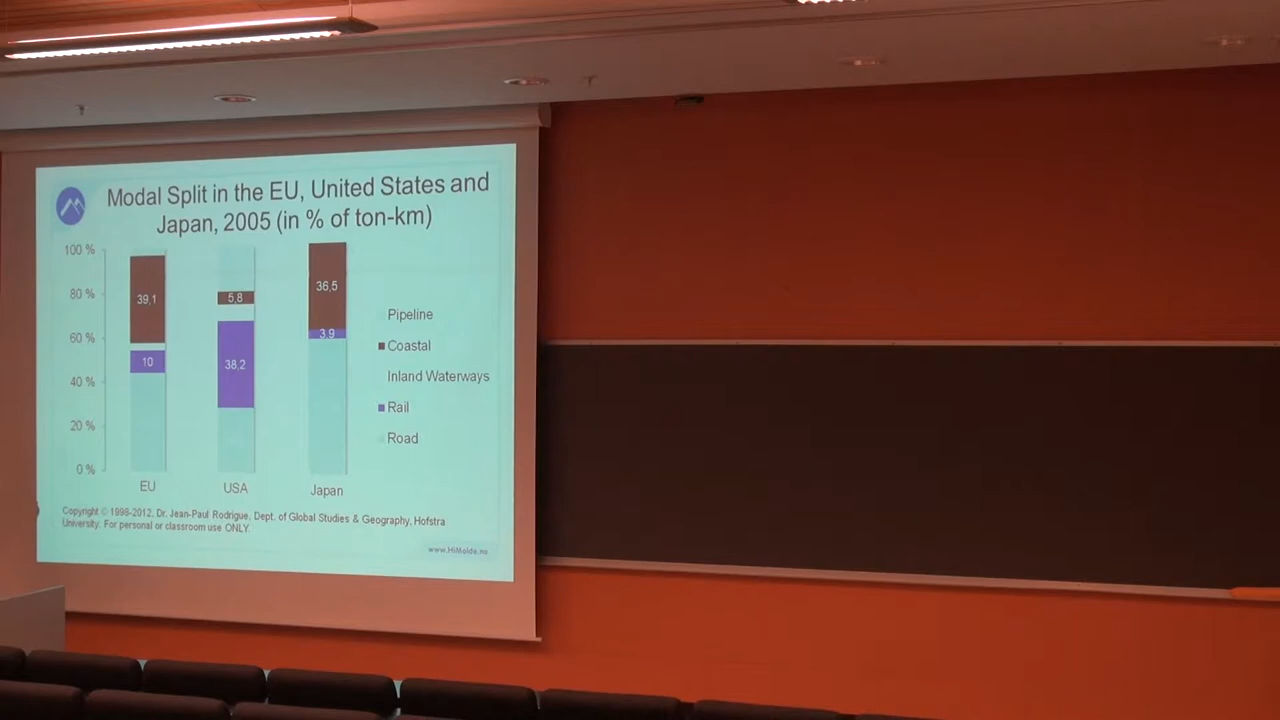 Modal Split in the EU, United States and
Japan, 2005 (in % of ton-km)
100 %
80 %
60 %
40 %
20 %
0 %
39,1
10
5,8
38,2
36,5
3,9
EU
USA
Japan
Pipeline
Coastal
Inland Waterways
Rail
Road
Copyright © 1998-2012, Dr. Jean-Paul Rodrigue, Dept. of Global Studies & Geography, Hofstra
University. For personal or classroom use ONLY.
www.HiMolde.no